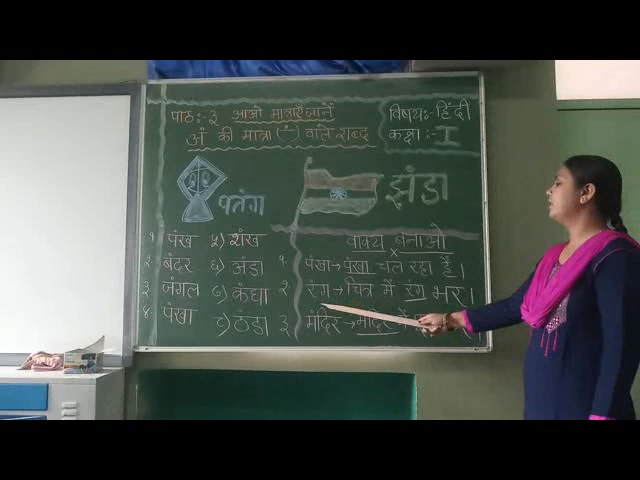 पाठ:-३ आओ मात्राएँ जानें
अं की मात्रा (ं) वाले शब्द
विषय:- हिंदी
कक्षा :- I
पतंग
झंडा
१ पंख ५) शंख
२ बंदर ६) अंडा
३ जंगल ७) कंघा
४ पंखा ८) ठंडा
वाक्य बनाओ
१. पंखा→ पंखा चल रहा है।
२ रंग→ चित्र में रंग भर।
३ मंदिर→ मंदिर में